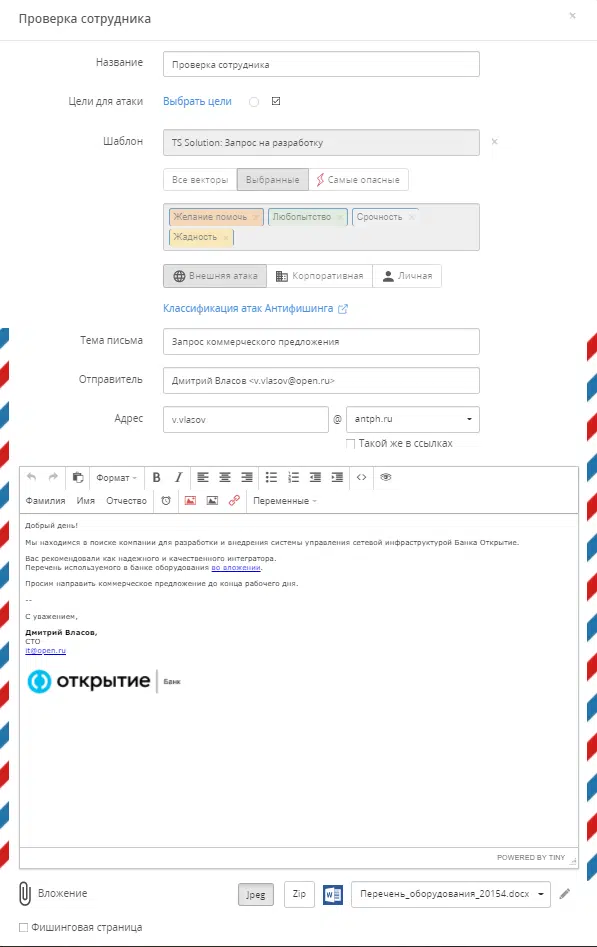 Проверка сотрудника ×
Название Проверка сотрудника
Цели для атаки Выбрать цели
Шаблон TS Solution: Запрос на разработку ×
Все векторы Выбранные Самые опасные
Желание помочь × Любопытство × Срочность ×
Жадность ×
Внешняя атака Корпоративная Личная
Классификация атак Антифишинга
Тема письма Запрос коммерческого предложения
Отправитель Дмитрий Власов <v.vlasov@open.ru>
Адрес v.vlasov @ antph.ru
Такой же в ссылках
Формат B I
Фамилия Имя Отчество Переменные
Добрый день!
Мы находимся в поиске компании для разработки и внедрения системы управления сетевой инфраструктурой Банка Открытие.
Вас рекомендовали как надежного и качественного интегратора.
Перечень используемого в банке оборудования во вложении.
Просим направить коммерческое предложение до конца рабочего дня.
--
С уважением,
Дмитрий Власов,
CTO
it@open.ru
открытие Банк
POWERED BY TINY
Вложение Jpeg Zip Перечень_оборудования_20154.docx
Фишинговая страница